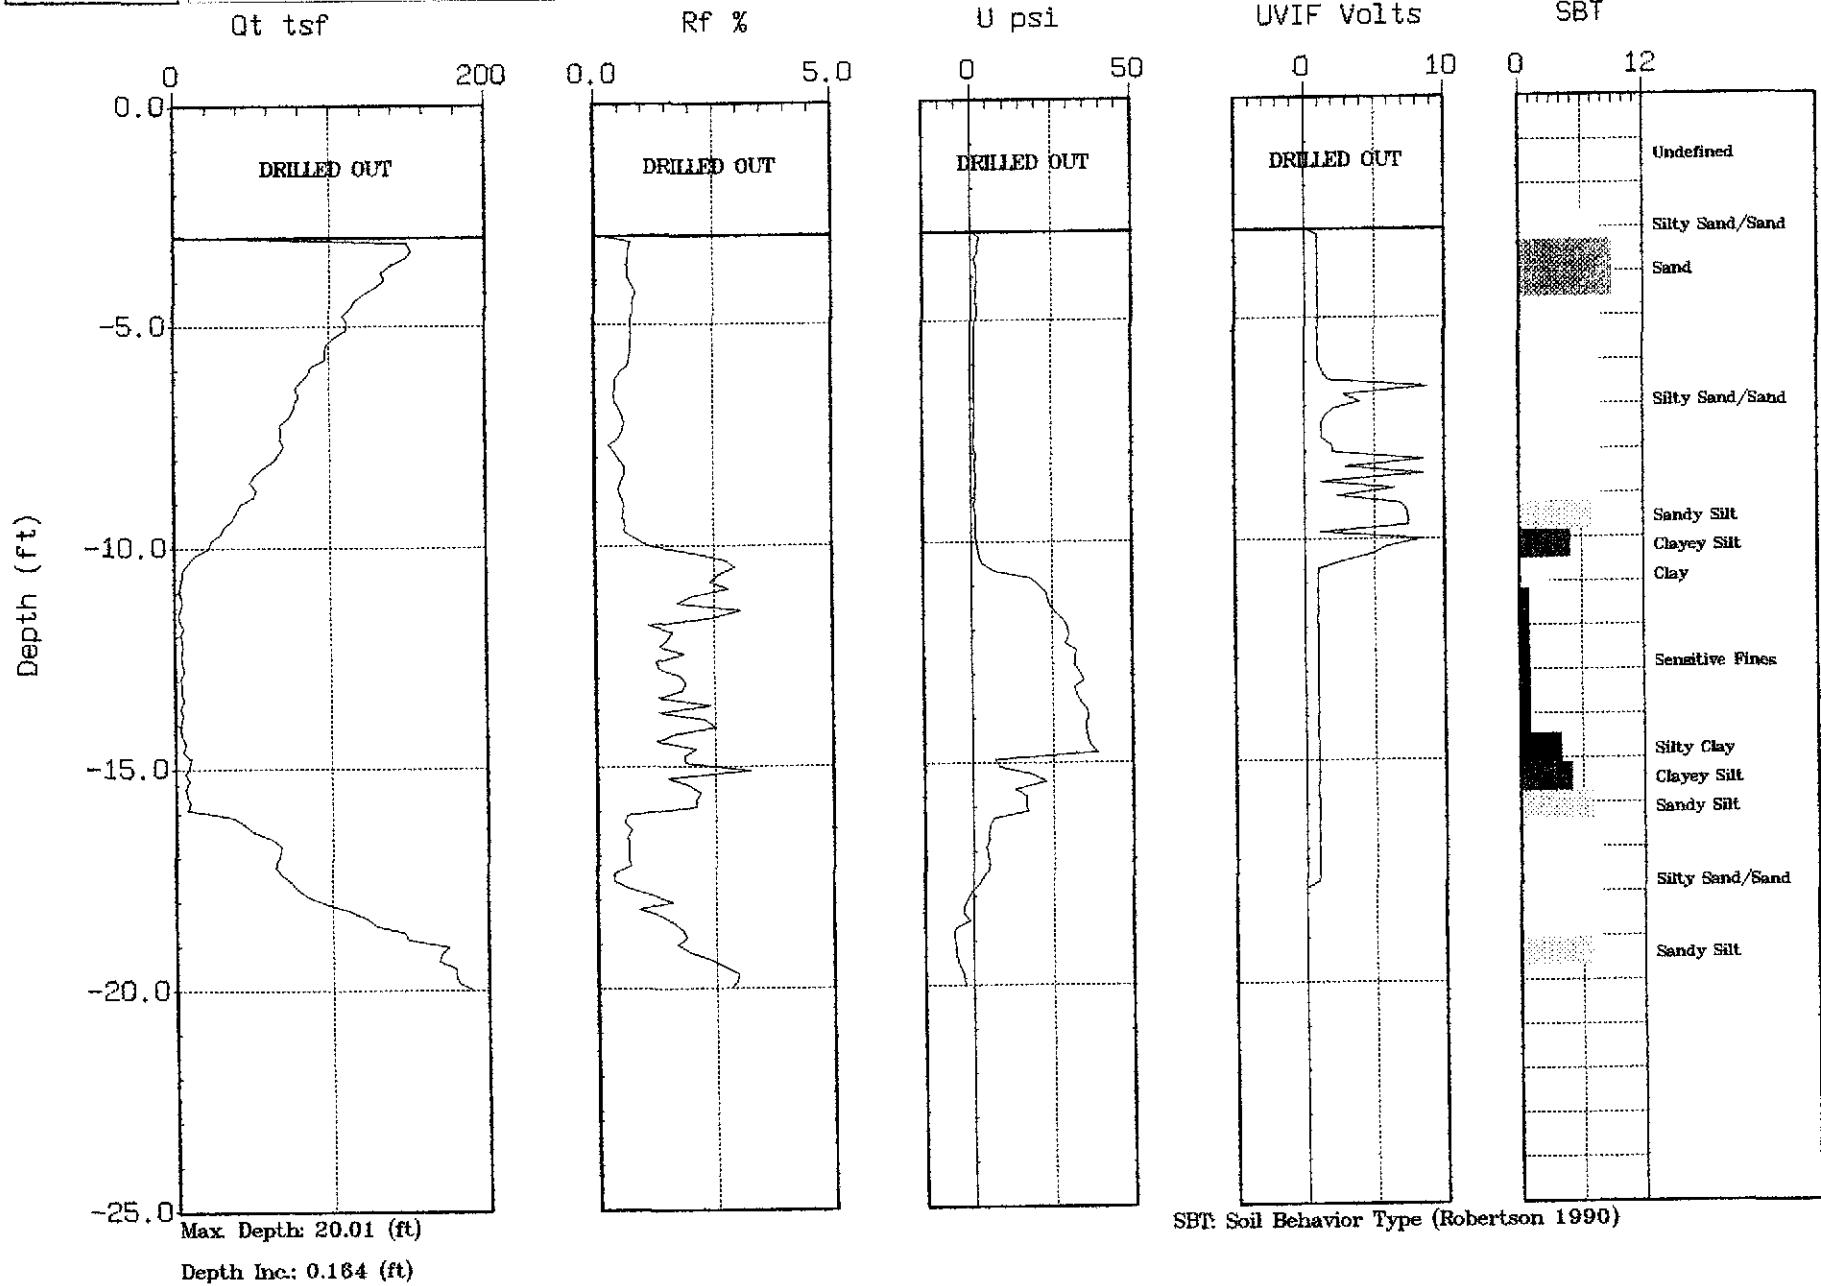 Qt tsf
Rf %
U psi
UVIF Volts
SBT
0
200
0.0
5.0
0
50
0
10
0
12
0.0
-5.0
-10.0
-15.0
-20.0
-25.0
Depth (ft)
DRILLED OUT
DRILLED OUT
DRILLED OUT
DRILLED OUT
Undefined
Silty Sand/Sand
Sand
Silty Sand/Sand
Sandy Silt
Clayey Silt
Clay
Sensitive Fines
Silty Clay
Clayey Silt
Sandy Silt
Silty Sand/Sand
Sandy Silt
Max. Depth: 20.01 (ft)
Depth Inc.: 0.164 (ft)
SBT: Soil Behavior Type (Robertson 1990)